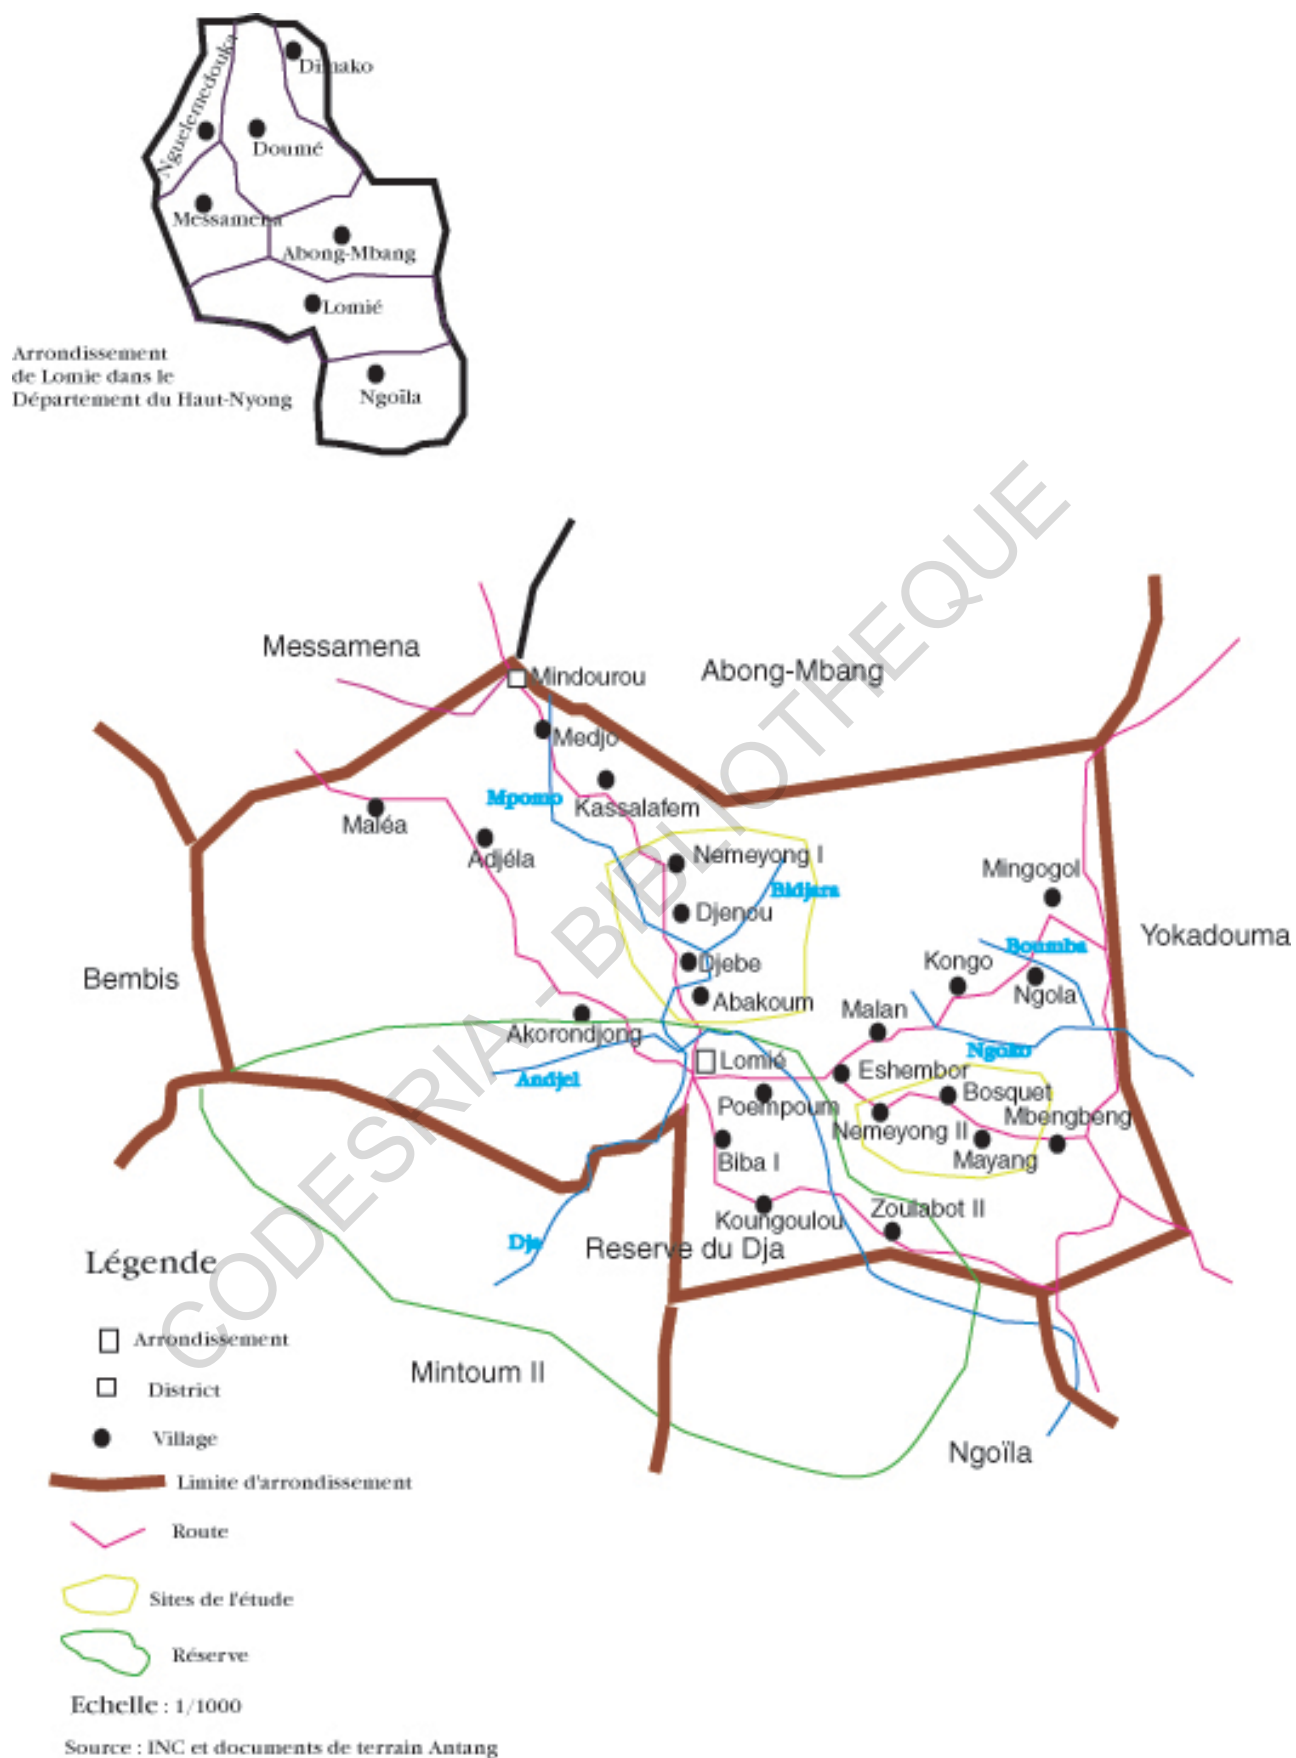 Dimako
Nguelemedouka
Doumé
Messamena
Abong-Mbang
Lomié
Arrondissement
de Lomie dans le
Département du Haut-Nyong
Ngoïla
CODESRIA - BIBLIOTHEQUE
Messamena
Abong-Mbang
Mindourou
Medjo
Mpomo
Kassalafem
Maléa
Adjéla
Nemeyong I
Bidjara
Mingogol
Djenou
Yokadouma
Boumba
Bembis
Djebe
Kongo
Ngola
Abakoum
Malan
Akorondjong
Ngoko
Lomié
Eshembor
Andjel
Bosquet
Poempoum
Mbengbeng
Nemeyong II
Biba I
Mayang
Koungoulou
Zoulabot II
Dja
Reserve du Dja
Légende
Arrondissement
Mintoum II
District
Village
Ngoïla
Limite d'arrondissement
Route
Sites de l'étude
Réserve
Echelle : 1/1000
Source : INC et documents de terrain Antang